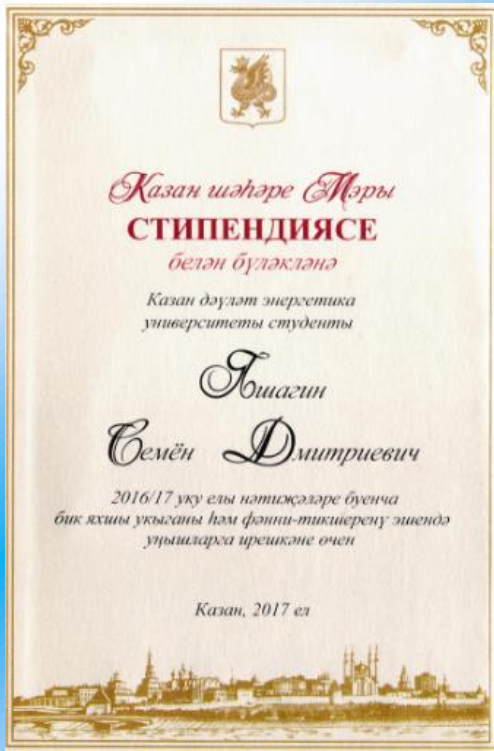 Казан шәһәре Мэры
СТИПЕНДИЯСЕ
белән бүләкләнә
Казан дәүләт энергетика
университеты студенты
Яшагин
Семён Дмитриевич
2016/17 уку елы нәтиҗәләре буенча
бик яхшы укыганы һәм фәнни-тикшеренү эшендә
уңышларга ирешкәне өчен
Казан, 2017 ел